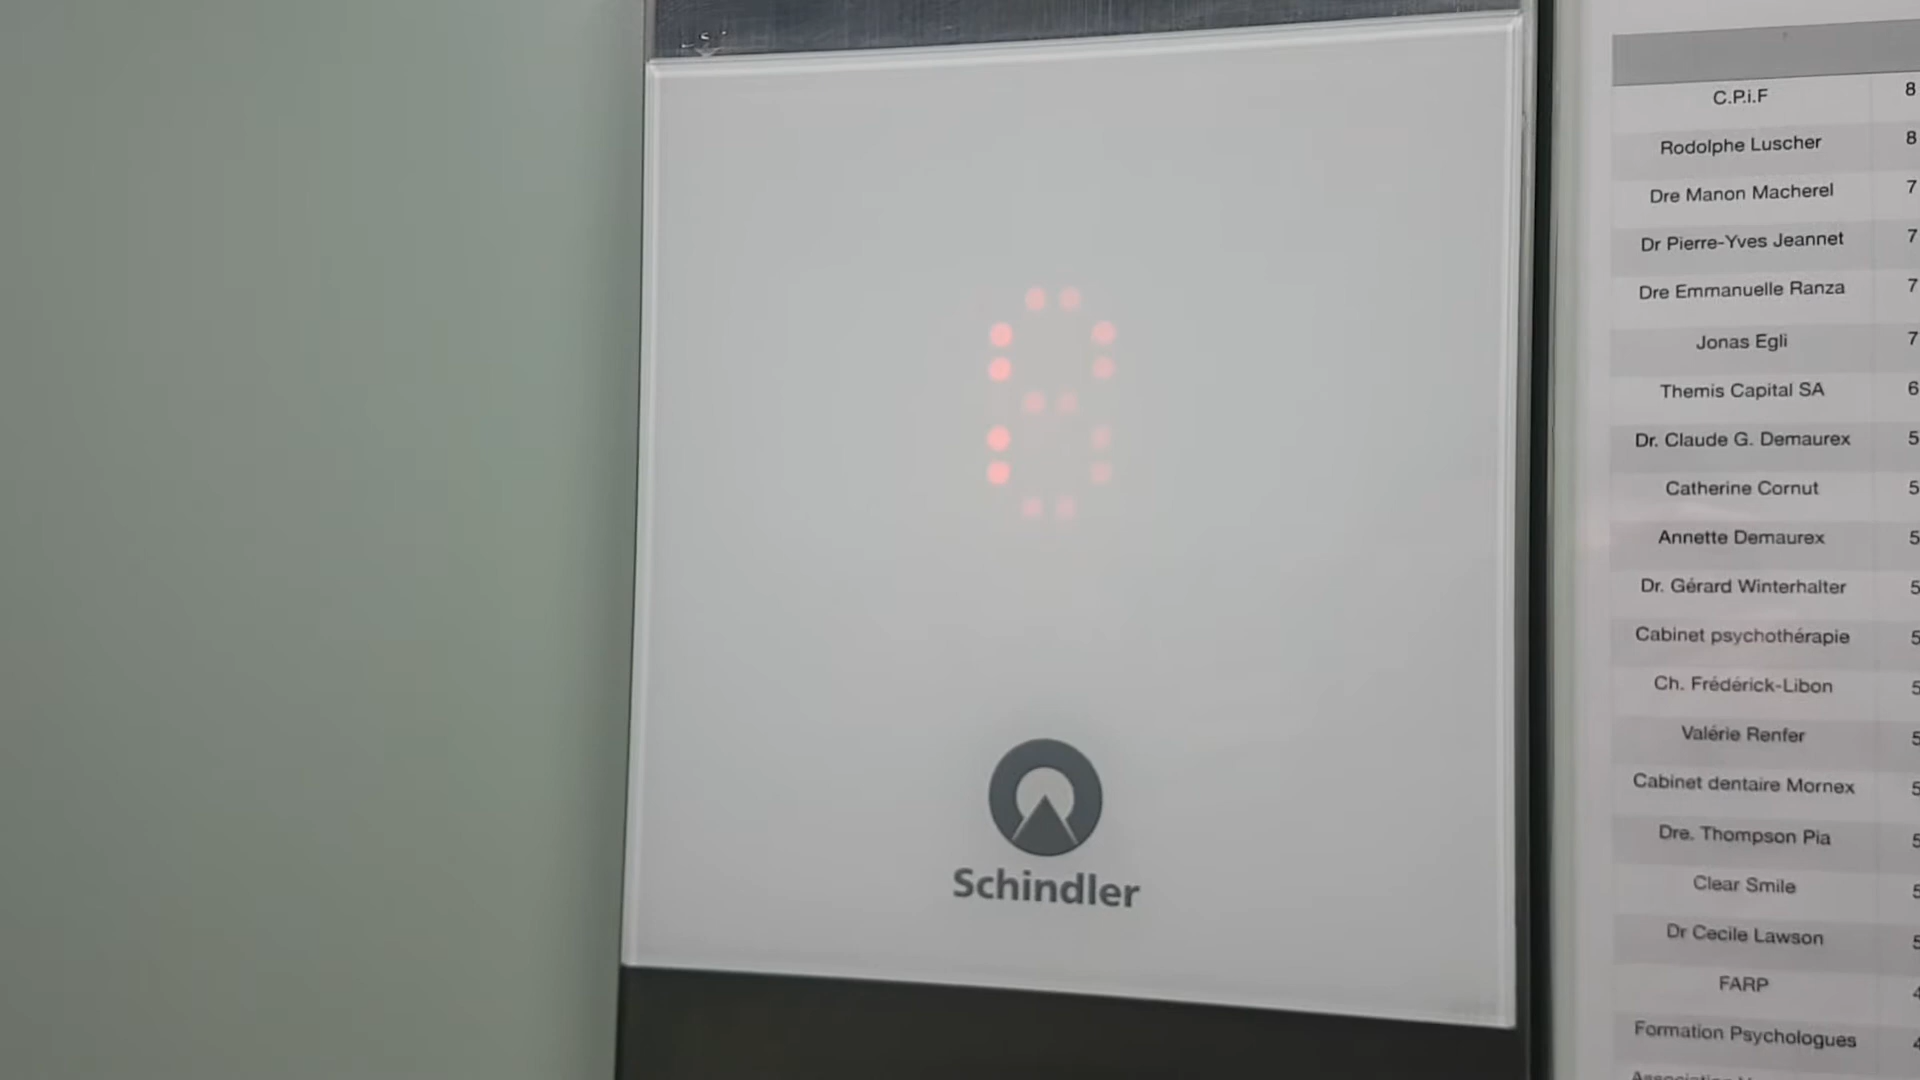 8
Schindler
C.P.i.F 8
Rodolphe Luscher 8
Dre Manon Macherel 7
Dr Pierre-Yves Jeannet 7
Dre Emmanuelle Ranza 7
Jonas Egli 7
Themis Capital SA 6
Dr. Claude G. Demaurex 5
Catherine Cornut 5
Annette Demaurex 5
Dr. Gérard Winterhalter 5
Cabinet psychothérapie 5
Ch. Frédérick-Libon 5
Valérie Renfer 5
Cabinet dentaire Mornex 5
Dre. Thompson Pia 5
Clear Smile 5
Dr Cecile Lawson 5
FARP 4
Formation Psychologues 4